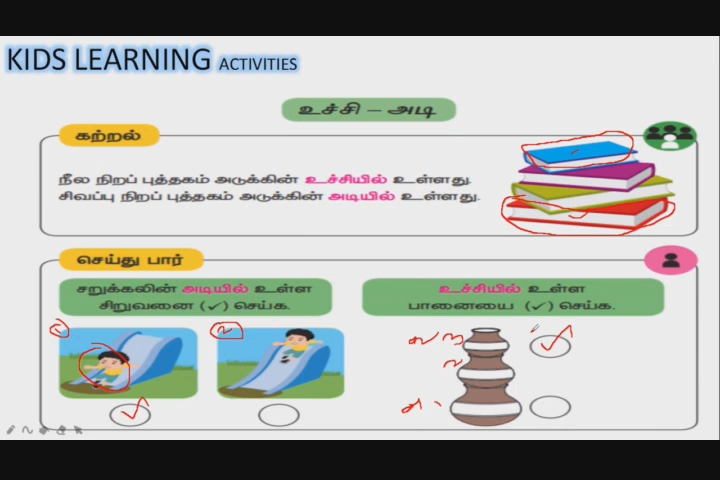 KIDS LEARNING ACTIVITIES
உச்சி – அடி
கற்றல்
நீல நிறப் புத்தகம் அடுக்கின் உச்சியில் உள்ளது.
சிவப்பு நிறப் புத்தகம் அடுக்கின் அடியில் உள்ளது.
செய்து பார்
சறுக்கலின் அடியில் உள்ள
சிறுவனை (✓) செய்க.
உச்சியில் உள்ள
பானையை (✓) செய்க.